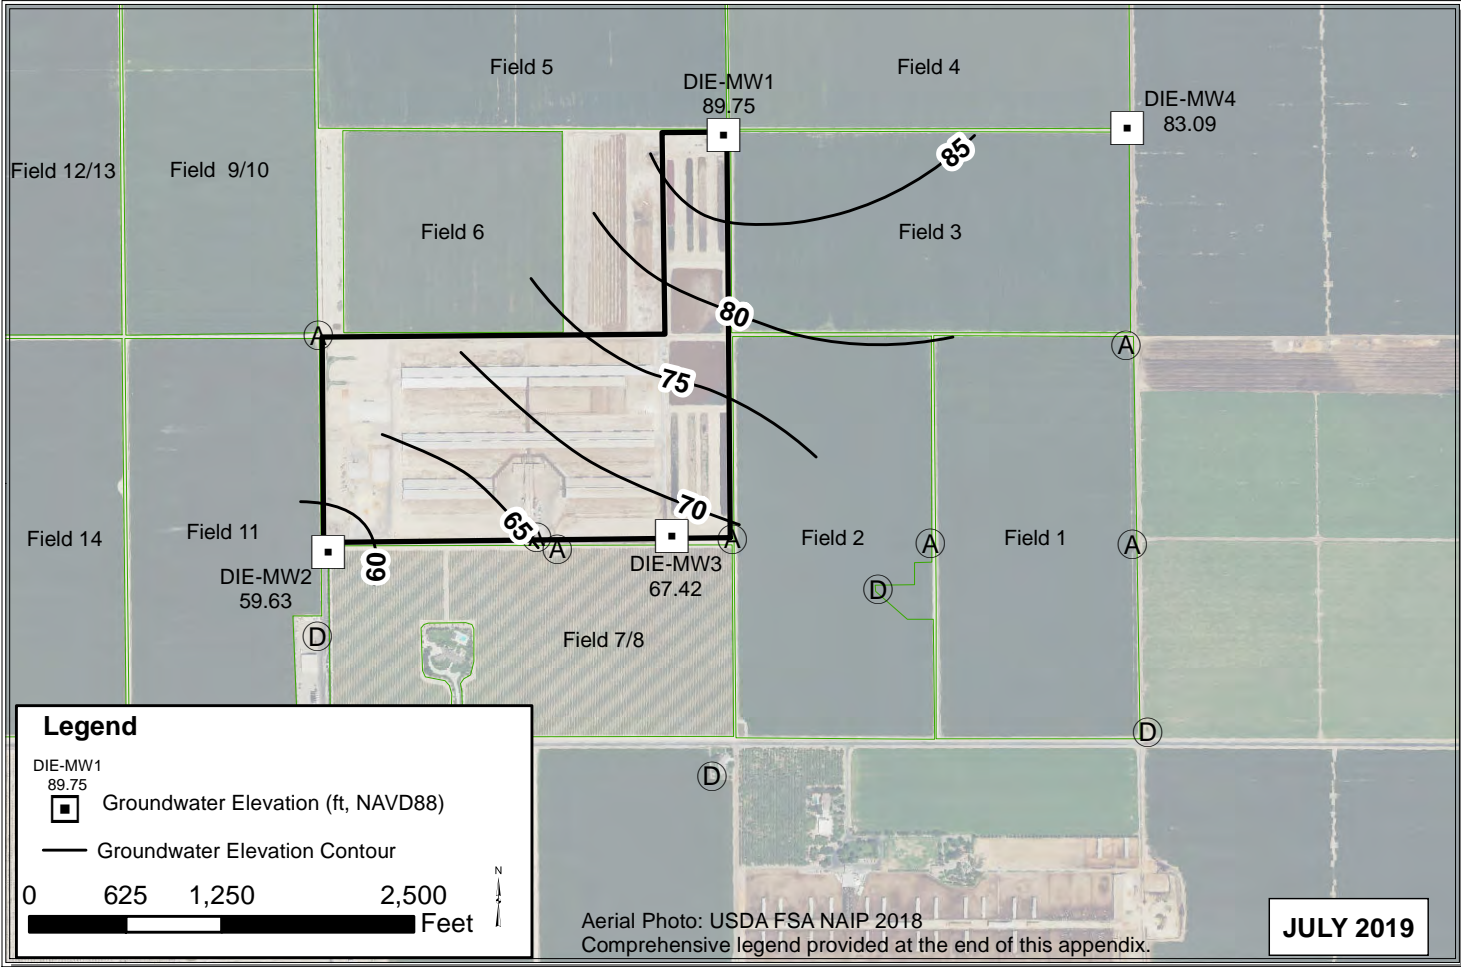 Field 5
DIE-MW1
89.75
Field 4
DIE-MW4
83.09
85
Field 12/13
Field 9/10
Field 6
Field 3
80
A
A
75
70
65
A
A
A
A
60
Field 14
Field 11
DIE-MW2
59.63
DIE-MW3
67.42
Field 2
Field 1
D
D
Field 7/8
D
D
Legend
DIE-MW1
89.75
Groundwater Elevation (ft, NAVD88)
Groundwater Elevation Contour
N
0 625 1,250 2,500
Feet
Aerial Photo: USDA FSA NAIP 2018
Comprehensive legend provided at the end of this appendix.
JULY 2019